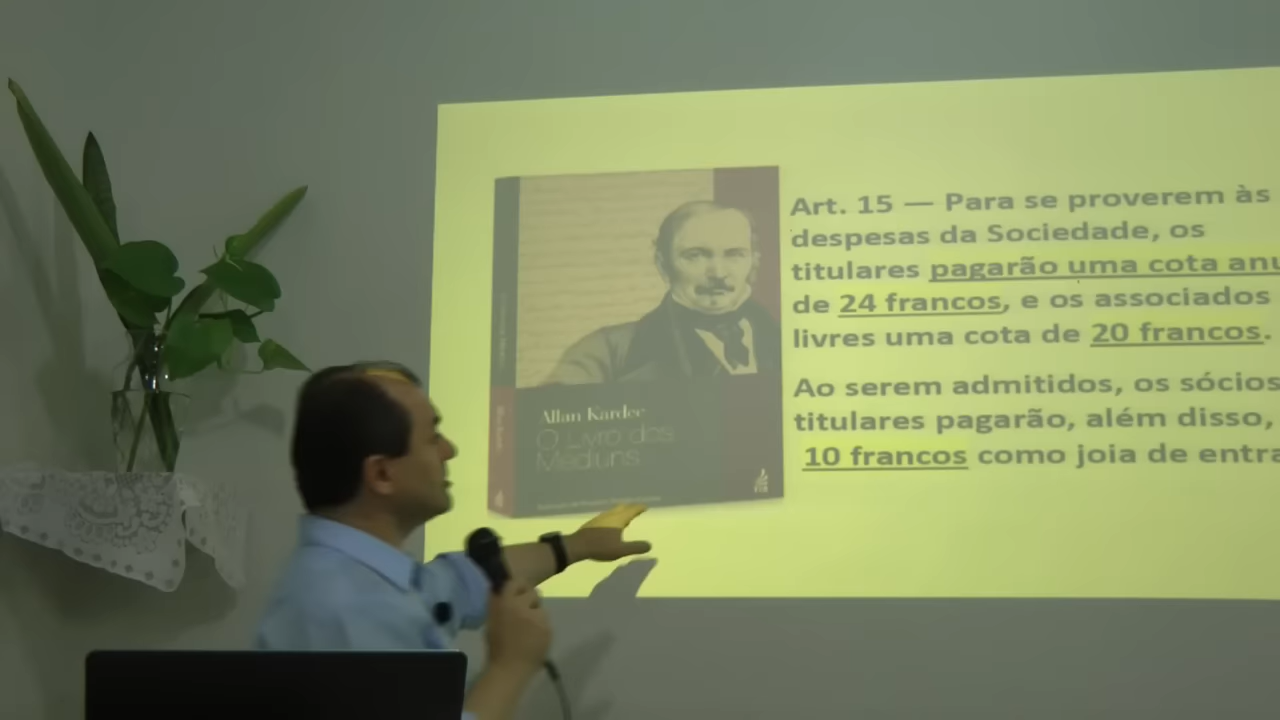 Art. 15 — Para se proverem às
despesas da Sociedade, os
titulares pagarão uma cota anu
de 24 francos, e os associados
livres uma cota de 20 francos.
Ao serem admitidos, os sócios
titulares pagarão, além disso,
10 francos como joia de entra
Allan Kardec
O Livro dos
Médiuns